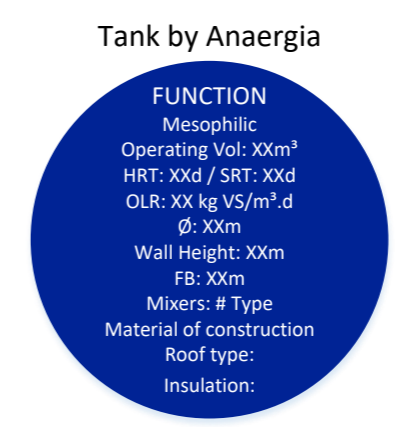 Tank by Anaergia
FUNCTION
Mesophilic
Operating Vol: XXm³
HRT: XXd / SRT: XXd
OLR: XX kg VS/m³.d
Ø: XXm
Wall Height: XXm
FB: XXm
Mixers: # Type
Material of construction
Roof type:
Insulation: